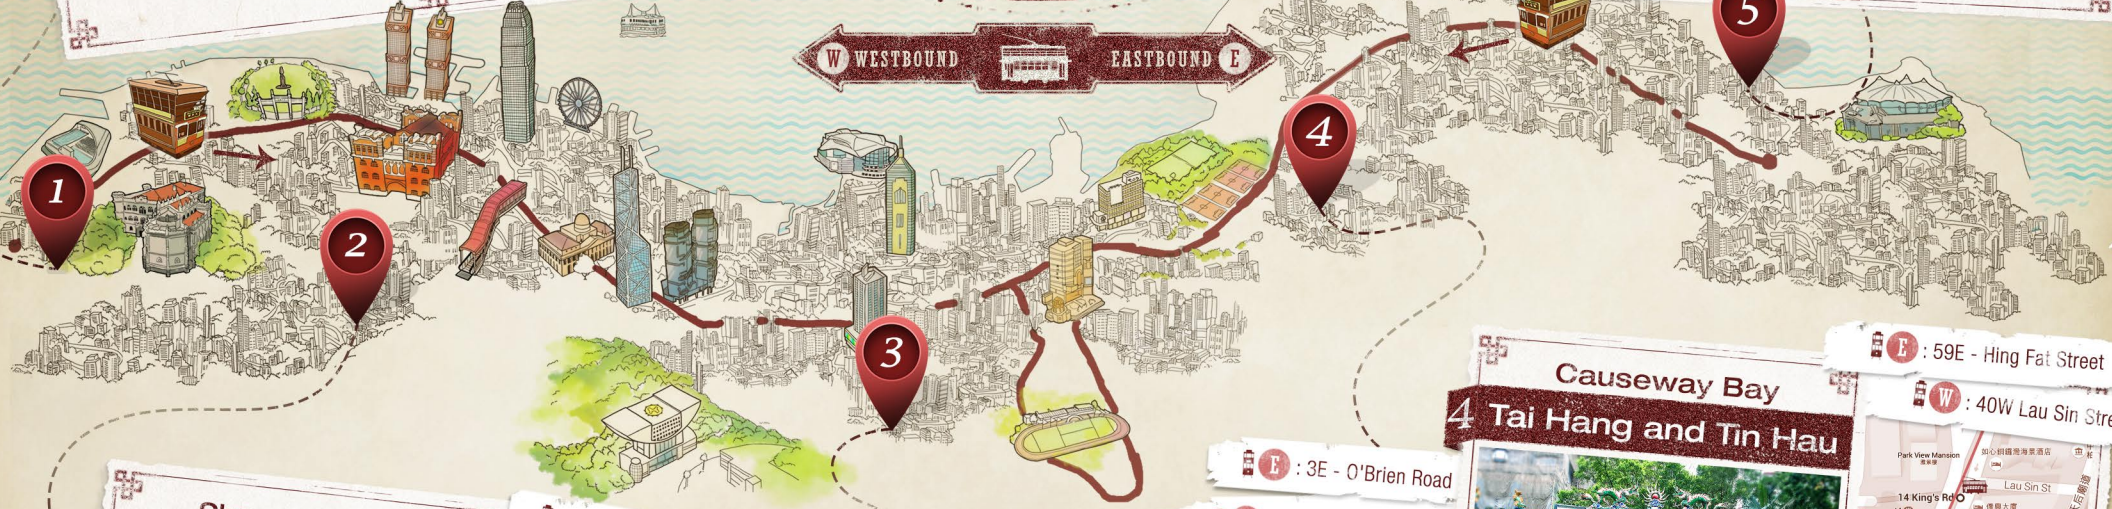 5
W WESTBOUND
EASTBOUND E
4
1
2
3
E : 59E - Hing Fat Street
Causeway Bay
W : 40W Lau Sin
4 Tai Hang and Tin Hau
E : 3E - O'Brien Road
Park View Mansion
Lau Sin St
14 King's Rd